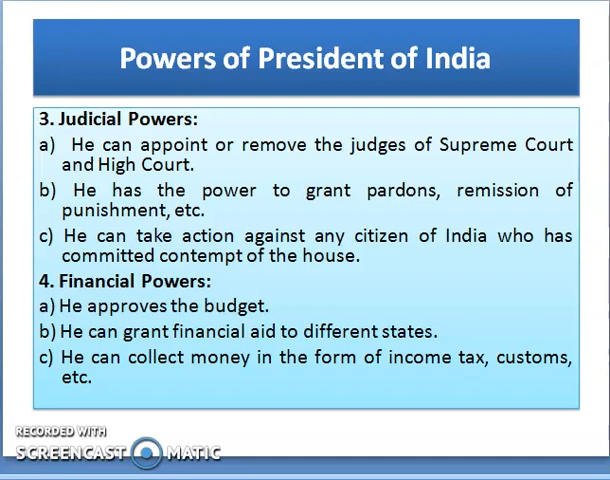 Powers of President of India
3. Judicial Powers:
a) He can appoint or remove the judges of Supreme Court
and High Court.
b) He has the power to grant pardons, remission of
punishment, etc.
c) He can take action against any citizen of India who has
committed contempt of the house.
4. Financial Powers:
a) He approves the budget.
b) He can grant financial aid to different states.
c) He can collect money in the form of income tax, customs,
etc.
RECORDED WITH
SCREENCAST MATIC